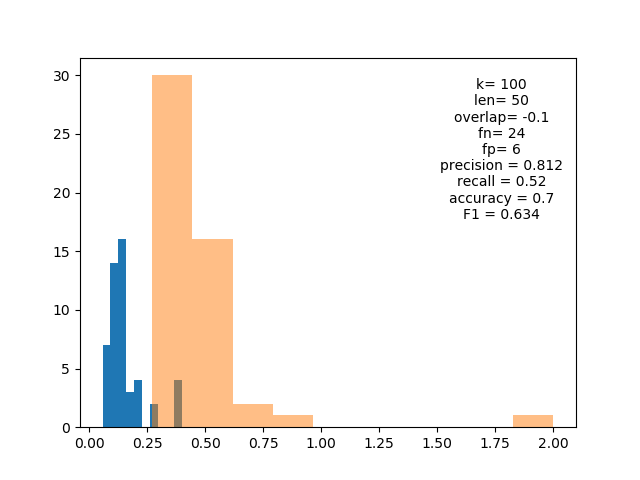 30
25
20
15
10
5
0
k= 100
len= 50
overlap= -0.1
fn= 24
fp= 6
precision = 0.812
recall = 0.52
accuracy = 0.7
F1 = 0.634
0.00 0.25 0.50 0.75 1.00 1.25 1.50 1.75 2.00